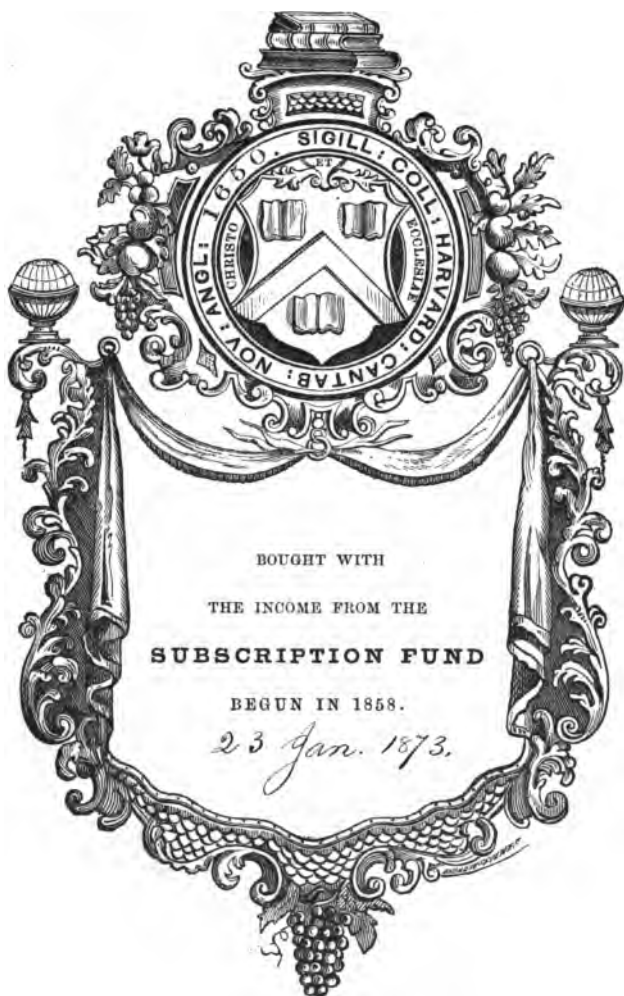 SIGILL: COLL: HARVARD: CANTAB: NOV: ANGL: 1650.
ET
CHRISTO
ECCLESIAE
BOUGHT WITH
THE INCOME FROM THE
SUBSCRIPTION FUND
BEGUN IN 1858.
23 Jan. 1873.